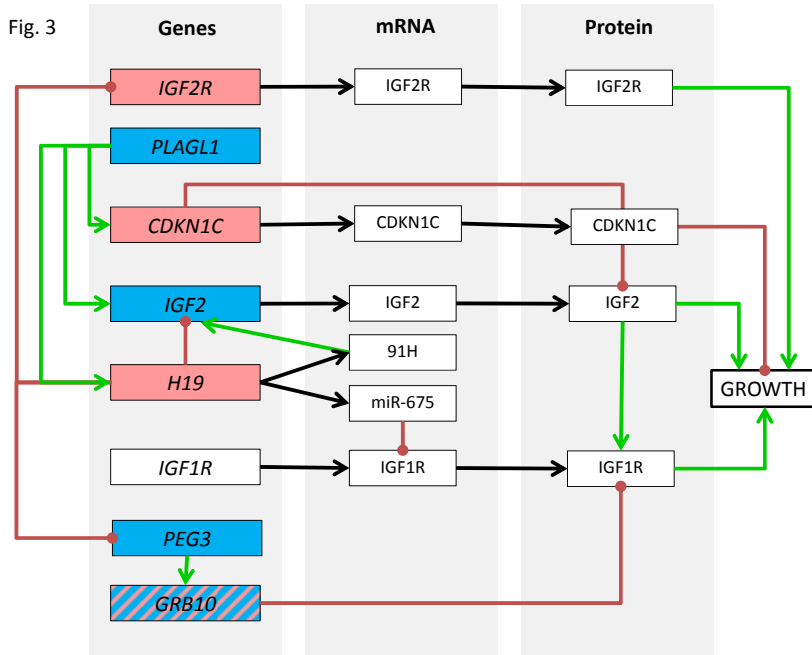 Fig. 3
Genes
mRNA
Protein
IGF2R
IGF2R
IGF2R
PLAGL1
CDKN1C
CDKN1C
CDKN1C
IGF2
IGF2
IGF2
91H
H19
miR-675
GROWTH
IGF1R
IGF1R
IGF1R
PEG3
GRB10